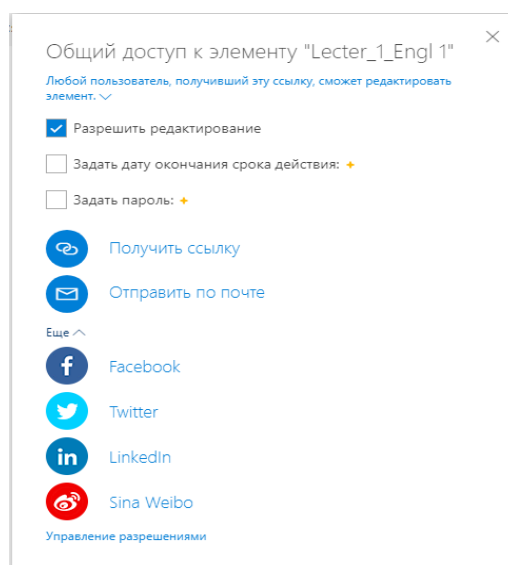 Общий доступ к элементу "Lecter_1_Engl 1"
Любой пользователь, получивший эту ссылку, сможет редактировать
элемент.
Разрешить редактирование
Задать дату окончания срока действия:
Задать пароль:
Получить ссылку
Отправить по почте
Еще
Facebook
Twitter
LinkedIn
Sina Weibo
Управление разрешениями